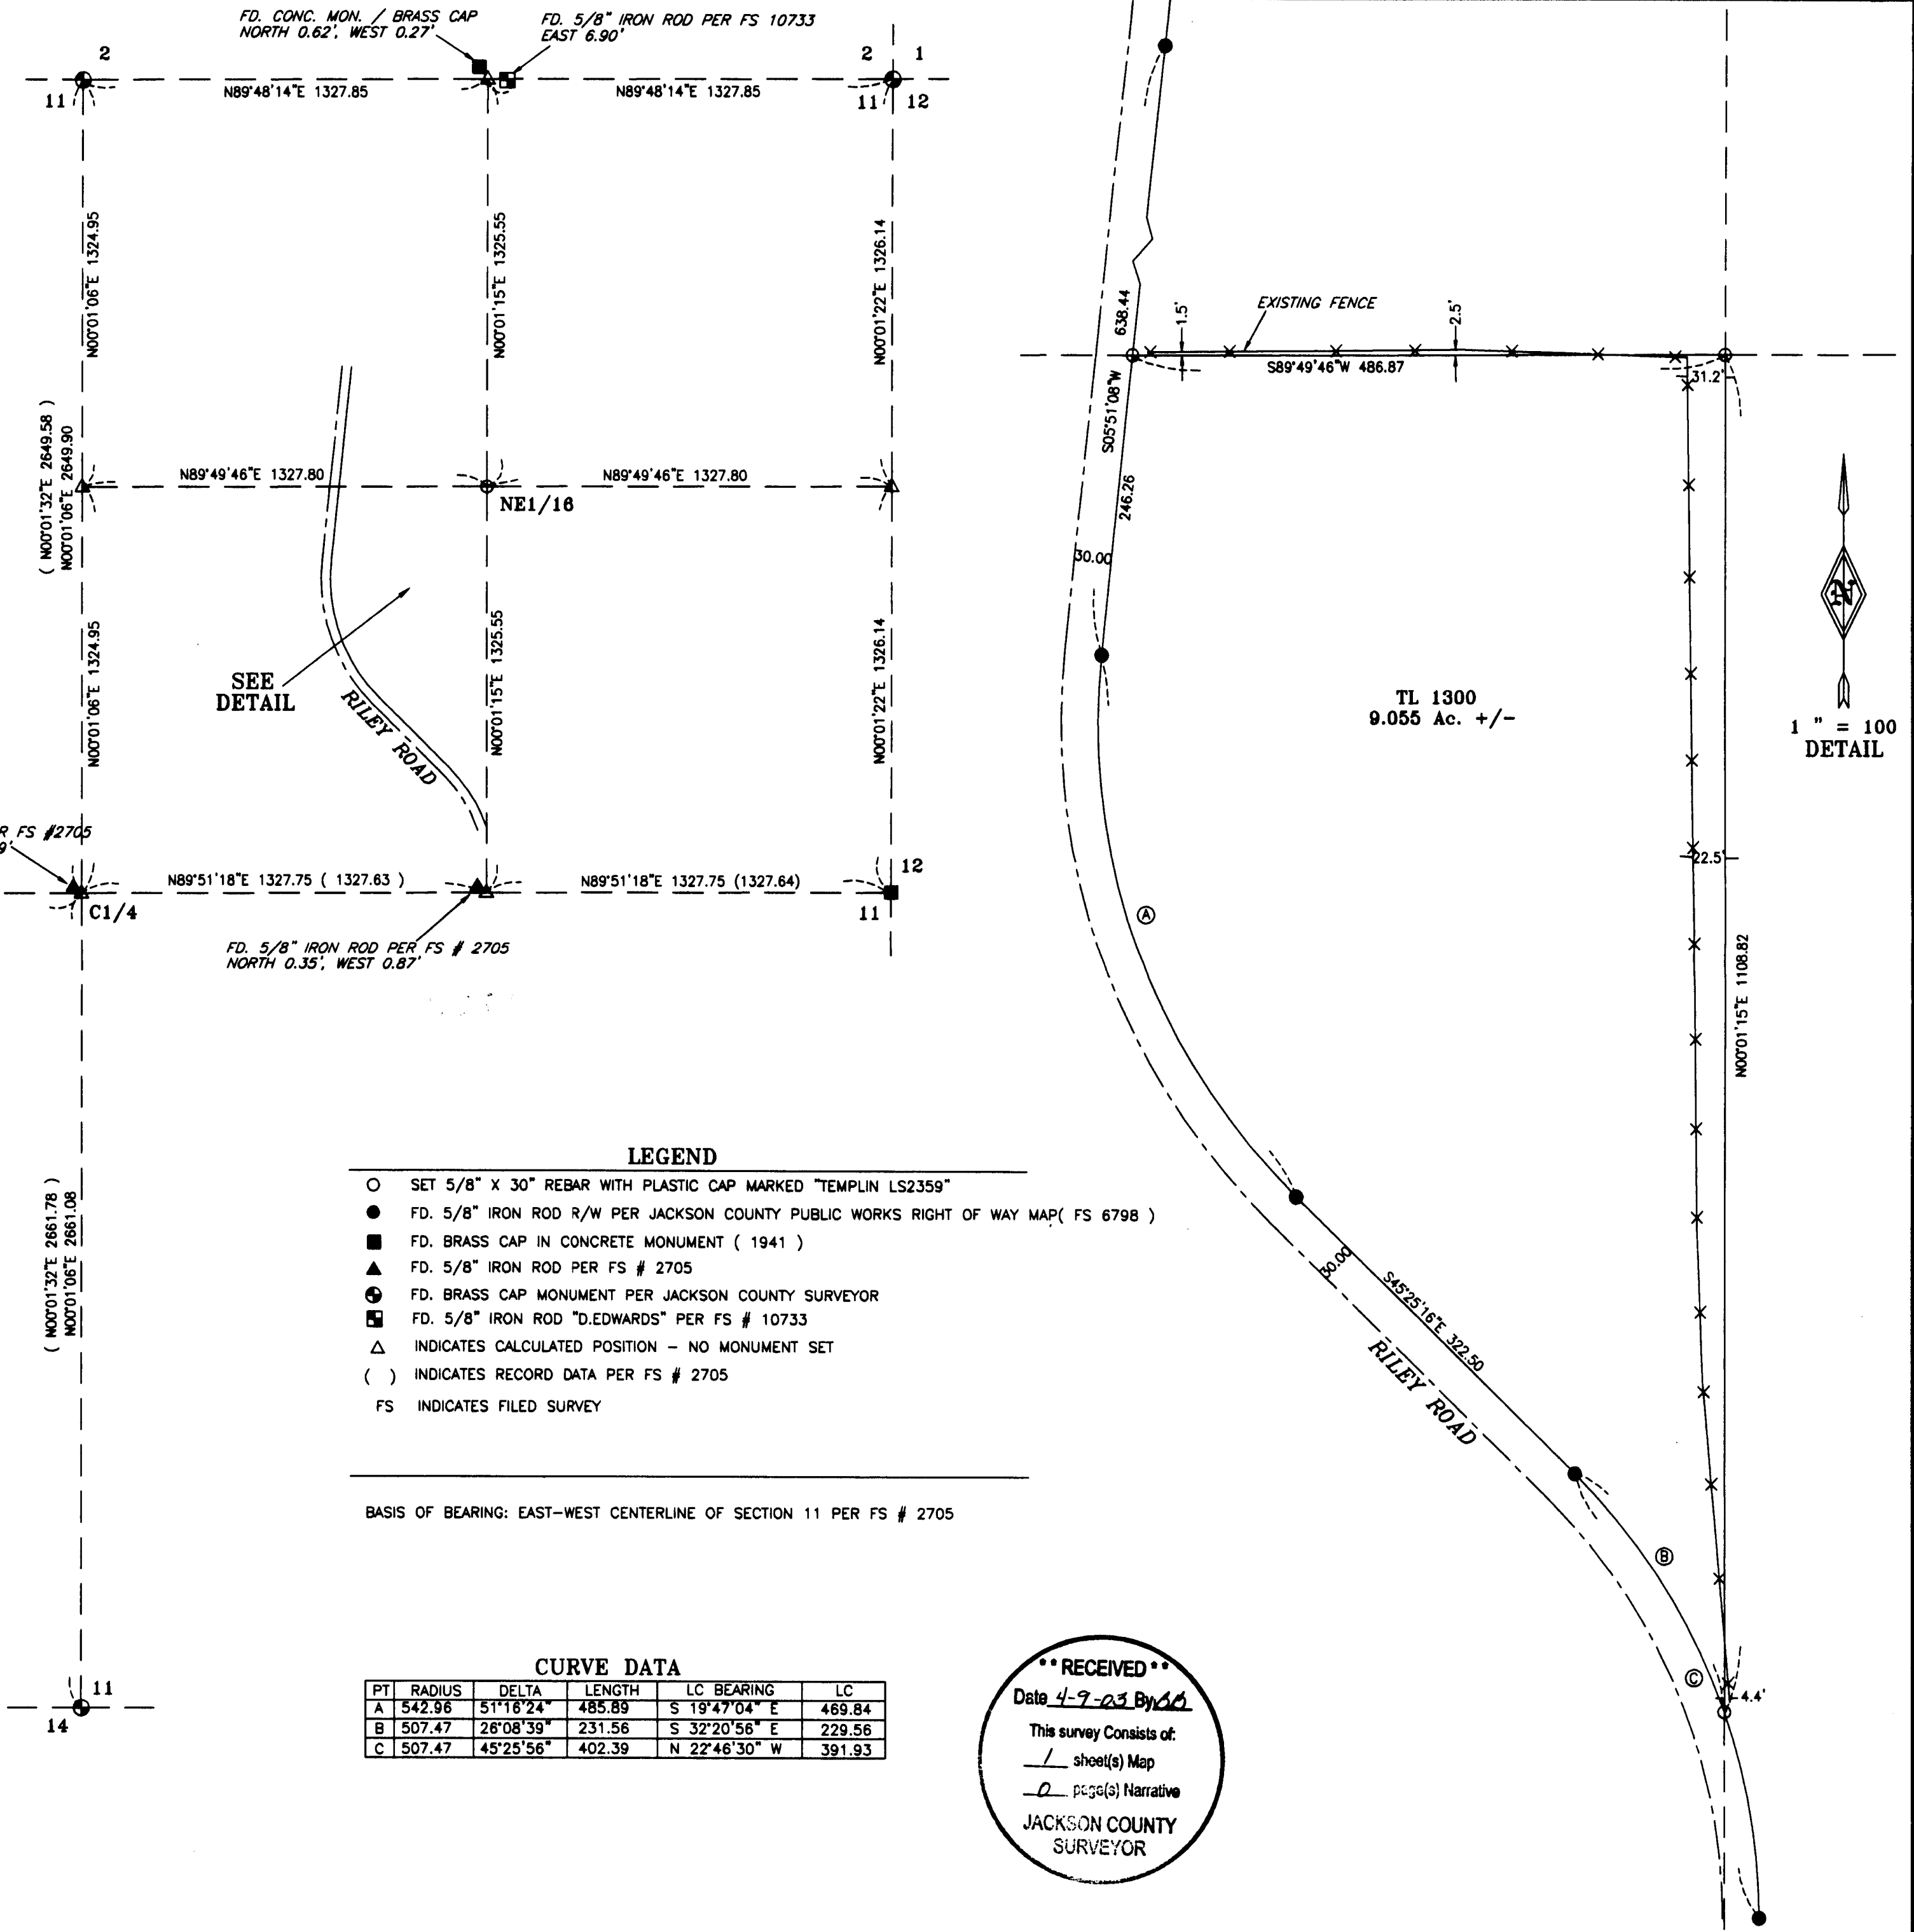 FD. CONC. MON. / BRASS CAP
NORTH 0.62', WEST 0.27'
FD. 5/8" IRON ROD PER FS 10733
EAST 6.90'
2
2
1
11
N89°48'14"E 1327.85
N89°48'14"E 1327.85
11
12
N00°01'06"E 1324.95
N00°01'15"E 1325.55
N00°01'22"E 1326.14
( N00°01'32"E 2649.58 )
N00°01'06"E 2649.90
N89°49'46"E 1327.80
N89°49'46"E 1327.80
NE1/16
N00°01'06"E 1324.95
N00°01'15"E 1325.55
N00°01'22"E 1326.14
SEE
DETAIL
RILEY ROAD
R FS #2705
9'
N89°51'18"E 1327.75 ( 1327.63 )
N89°51'18"E 1327.75 (1327.64)
12
C1/4
11
FD. 5/8" IRON ROD PER FS # 2705
NORTH 0.35', WEST 0.87'
( N00°01'32"E 2661.78 )
N00°01'06"E 2661.08
11
14
638.44
1.5'
EXISTING FENCE
2.5'
S89°49'46"W 486.87
31.2'
S05°51'08"W
246.26
30.00
TL 1300
9.055 Ac. +/-
N
1 " = 100
DETAIL
22.5'
A
N00°01'15"E 1108.82
30.00
S45°25'16"E 322.50
RILEY ROAD
B
C
4.4'
LEGEND
SET 5/8" X 30" REBAR WITH PLASTIC CAP MARKED "TEMPLIN LS2359"
FD. 5/8" IRON ROD R/W PER JACKSON COUNTY PUBLIC WORKS RIGHT OF WAY MAP( FS 6798 )
FD. BRASS CAP IN CONCRETE MONUMENT ( 1941 )
FD. 5/8" IRON ROD PER FS # 2705
FD. BRASS CAP MONUMENT PER JACKSON COUNTY SURVEYOR
FD. 5/8" IRON ROD "D.EDWARDS" PER FS # 10733
INDICATES CALCULATED POSITION – NO MONUMENT SET
( ) INDICATES RECORD DATA PER FS # 2705
FS INDICATES FILED SURVEY
BASIS OF BEARING: EAST–WEST CENTERLINE OF SECTION 11 PER FS # 2705
CURVE DATA
PT RADIUS DELTA LENGTH LC BEARING LC
A 542.96 51°16'24" 485.89 S 19°47'04" E 469.84
B 507.47 26°08'39" 231.56 S 32°20'56" E 229.56
C 507.47 45°25'56" 402.39 N 22°46'30" W 391.93
** RECEIVED **
Date 4-9-03 By
This survey Consists of:
1 sheet(s) Map
0 page(s) Narrative
JACKSON COUNTY
SURVEYOR